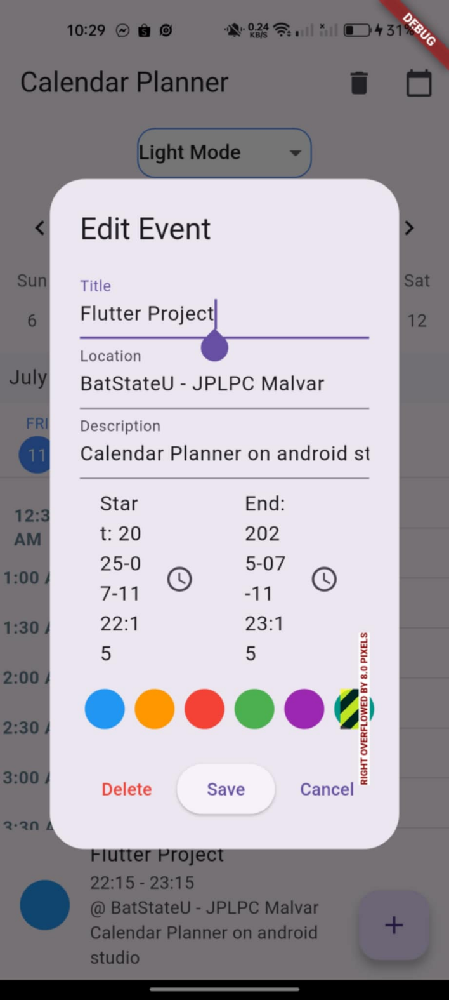 10:29 0.24 KB/S 31%
DEBUG
Calendar Planner
Light Mode
Edit Event
Sun
Sat
6
12
Title
Flutter Project
Location
BatStateU - JPLPC Malvar
July
FRI
11
Description
Calendar Planner on android st
Star
t: 20
25-0
7-11
22:1
5
End:
202
5-07
-11
23:1
5
12:3
AM
1:00 A
1:30 A
2:00 A
2:30 A
3:00 A
3:30 A
RIGHT OVERFLOWED BY 8.0 PIXELS
Delete Save Cancel
Flutter Project
22:15 - 23:15
@ BatStateU - JPLPC Malvar
Calendar Planner on android
studio